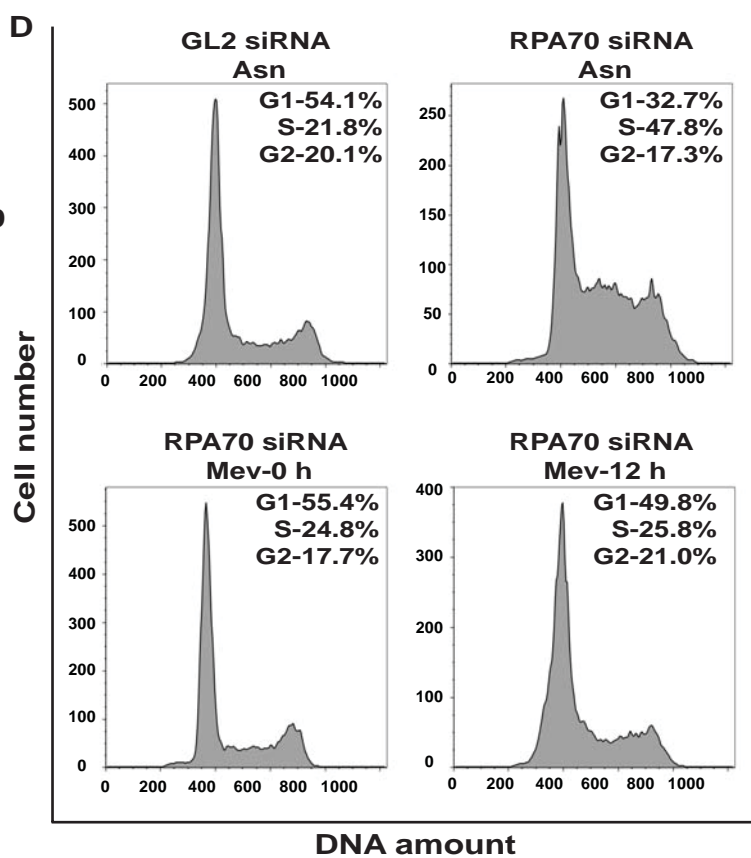 D
GL2 siRNA
Asn
G1-54.1%
S-21.8%
G2-20.1%
500
400
300
200
100
0
0 200 400 600 800 1000
RPA70 siRNA
Asn
G1-32.7%
S-47.8%
G2-17.3%
250
200
150
100
50
0
0 200 400 600 800 1000
RPA70 siRNA
Mev-0 h
G1-55.4%
S-24.8%
G2-17.7%
500
400
300
200
100
0
0 200 400 600 800 1000
RPA70 siRNA
Mev-12 h
G1-49.8%
S-25.8%
G2-21.0%
400
300
200
100
0
0 200 400 600 800 1000
Cell number
DNA amount